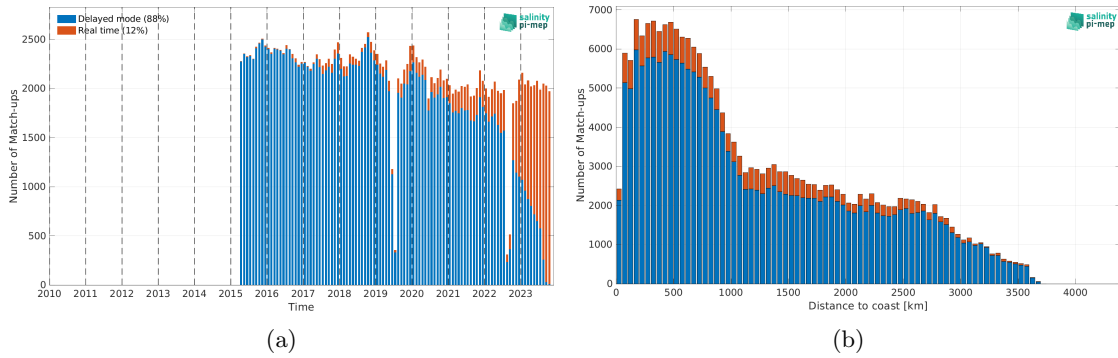 Delayed mode (88%)
Real time (12%)
salinity
pi-mep
Number of Match-ups
2500
2000
1500
1000
500
0
2010 2011 2012 2013 2014 2015 2016 2017 2018 2019 2020 2021 2022 2023
Time
(a)
salinity
pi-mep
Number of Match-ups
7000
6000
5000
4000
3000
2000
1000
0
0 500 1000 1500 2000 2500 3000 3500 4000
Distance to coast [km]
(b)